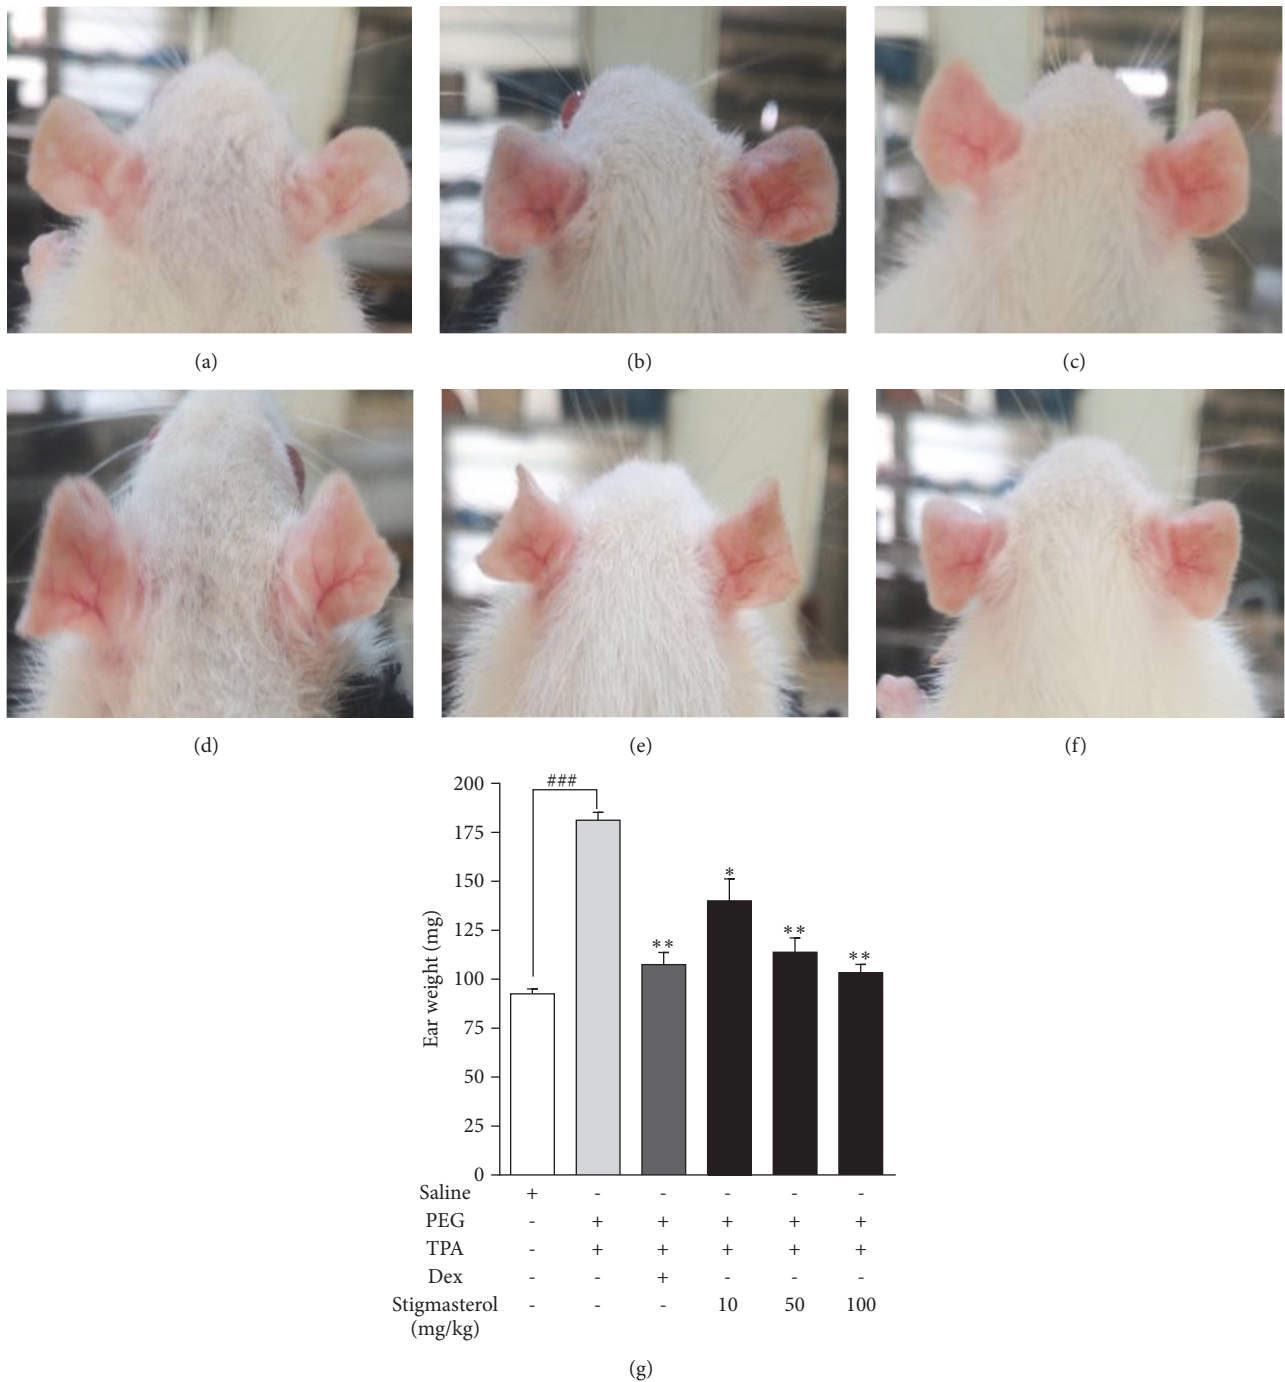 (a)
(b)
(c)
(d)
(e)
(f)
200
###
175
150
*
125
**
**
**
100
75
50
25
0
Ear weight (mg)
Saline + - - - - -
PEG - + + + + +
TPA - + + + + +
Dex - - + - - -
Stigmasterol - - - 10 50 100
(mg/kg)
(g)